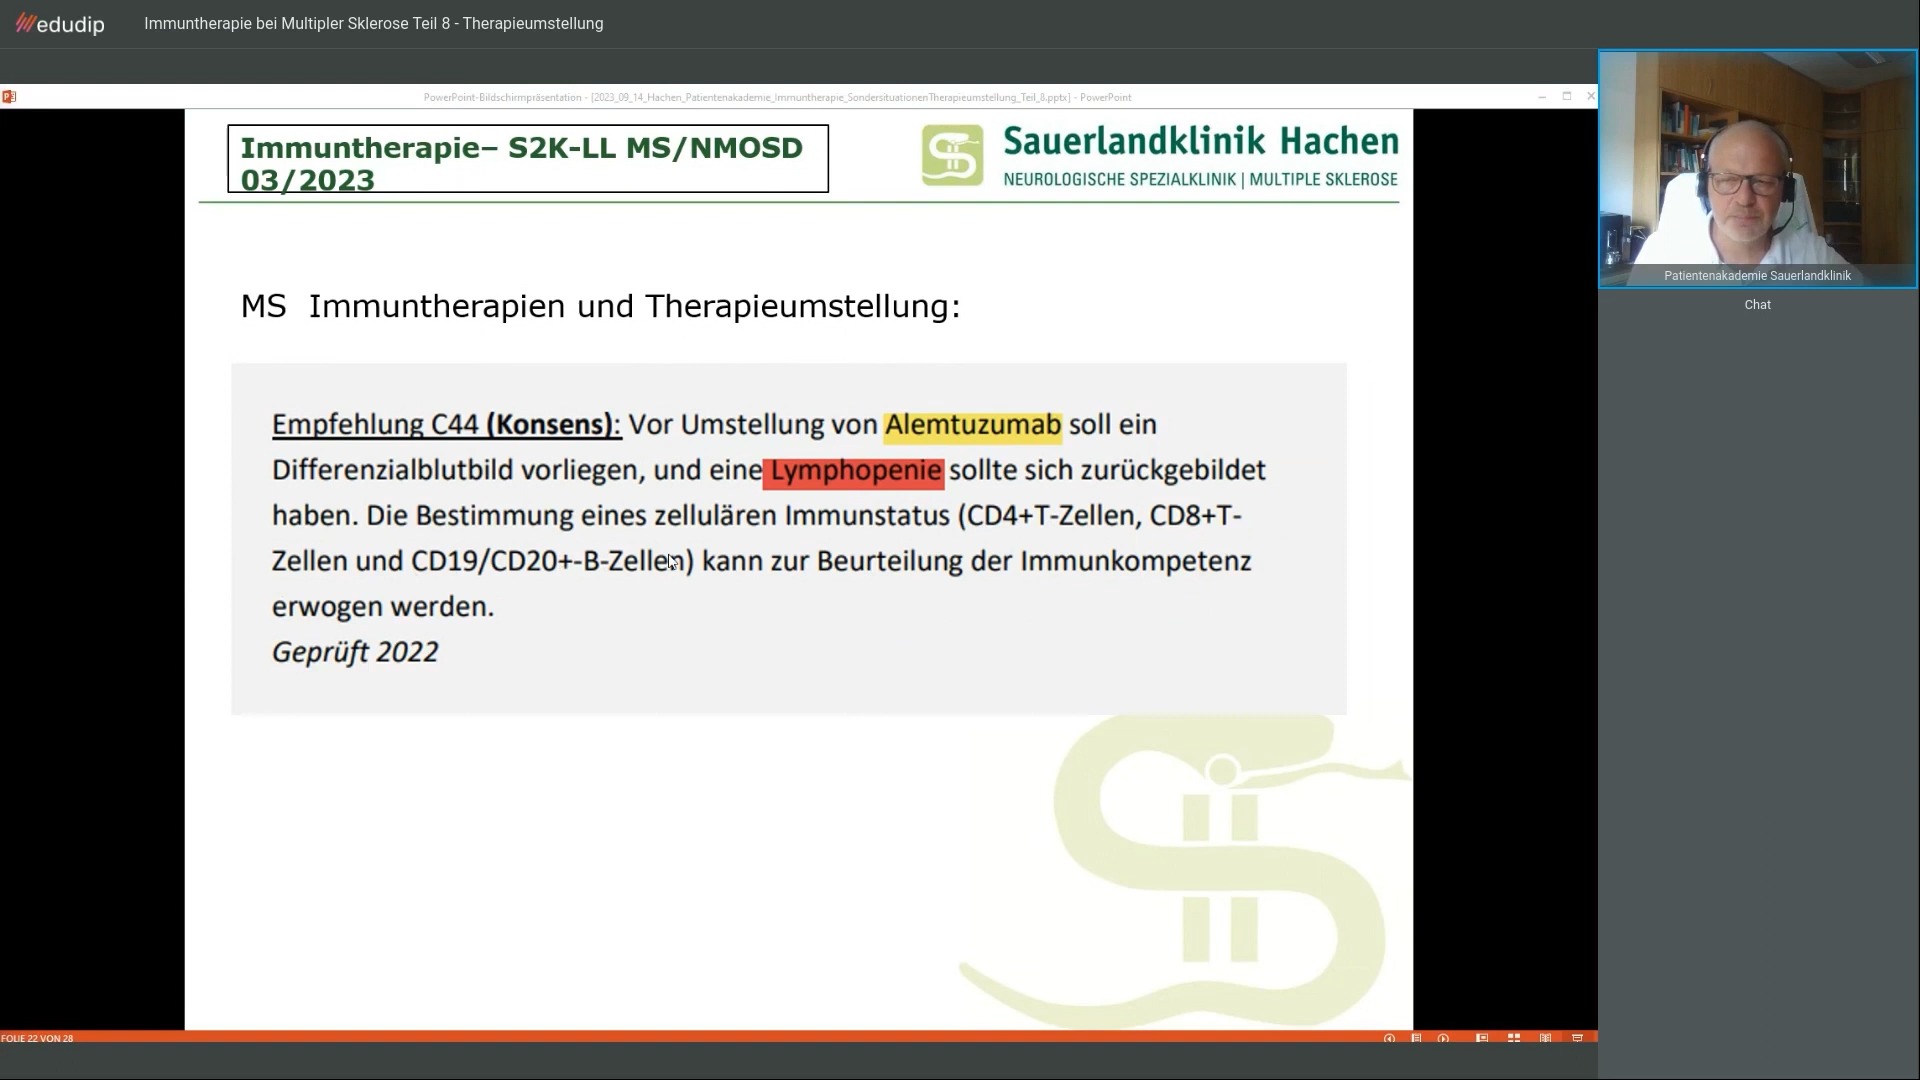 edudip
Immuntherapie bei Multipler Sklerose Teil 8 - Therapieumstellung
PowerPoint-Bildschirmpräsentation - [2023_09_14_Hachen_Patientenakademie_Immuntherapie_SondersituationenTherapieumstellung_Teil_8.pptx] - PowerPoint
Immuntherapie– S2K-LL MS/NMOSD
03/2023
Sauerlandklinik Hachen
NEUROLOGISCHE SPEZIALKLINIK | MULTIPLE SKLEROSE
MS Immuntherapien und Therapieumstellung:
Empfehlung C44 (Konsens): Vor Umstellung von Alemtuzumab soll ein
Differenzialblutbild vorliegen, und eine Lymphopenie sollte sich zurückgebildet
haben. Die Bestimmung eines zellulären Immunstatus (CD4+T-Zellen, CD8+T-
Zellen und CD19/CD20+-B-Zellen) kann zur Beurteilung der Immunkompetenz
erwogen werden.
Geprüft 2022
Patientenakademie Sauerlandklinik
Chat
FOLIE 22 VON 28